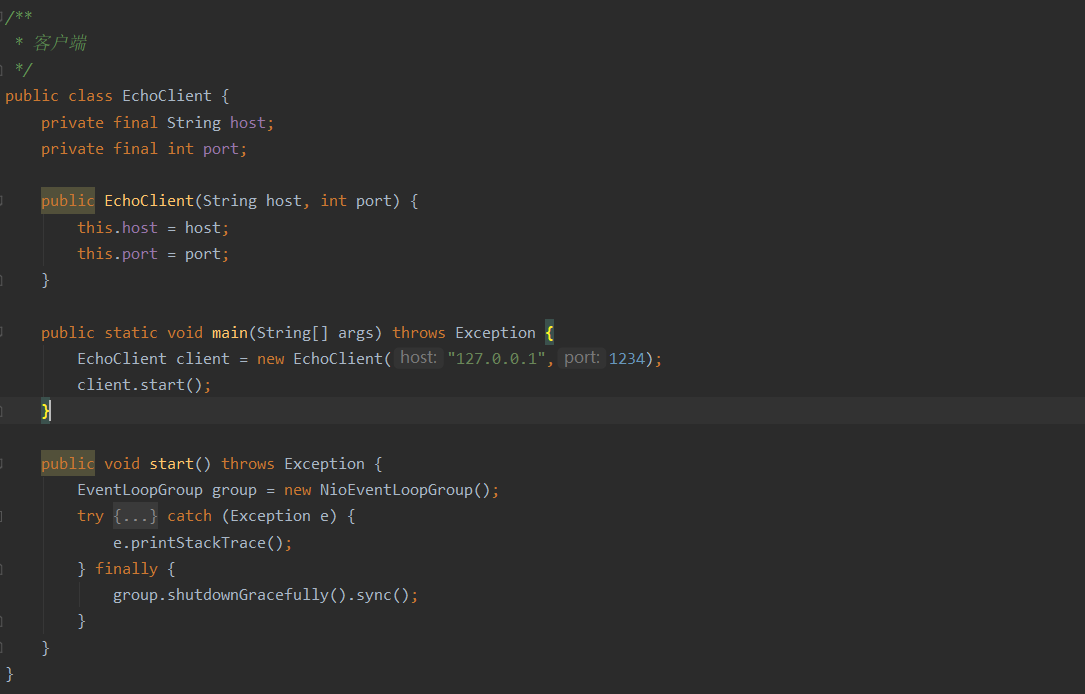 /**
 * 客户端
 */
public class EchoClient {
    private final String host;
    private final int port;

    public EchoClient(String host, int port) {
        this.host = host;
        this.port = port;
    }

    public static void main(String[] args) throws Exception {
        EchoClient client = new EchoClient( host: "127.0.0.1", port: 1234);
        client.start();
    }

    public void start() throws Exception {
        EventLoopGroup group = new NioEventLoopGroup();
        try {...} catch (Exception e) {
            e.printStackTrace();
        } finally {
            group.shutdownGracefully().sync();
        }
    }
}